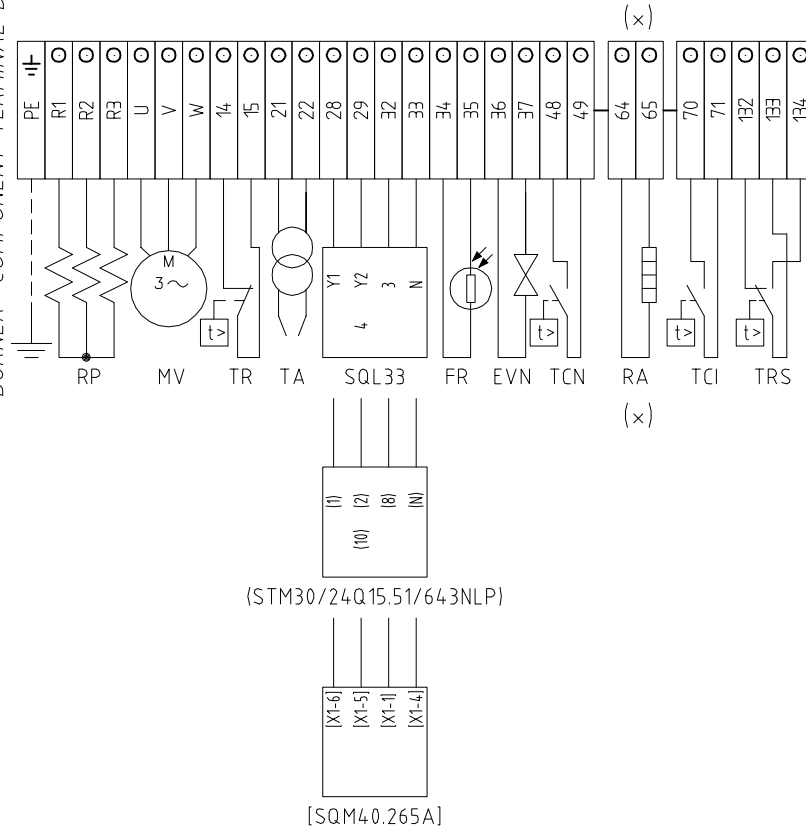 (x)
PE R1 R2 R3 U V W 14 15 21 22 28 29 32 33 34 35 36 37 48 49 64 65 70 71 132 133 134
M
3~
Y1 Y2 3 N
4
t> t> t> t>
RP MV TR TA SQL33 FR EVN TCN RA TCI TRS
(x)
(1) (2) (8) (N)
(10)
(STM30/24Q15.51/643NLP)
[X1-6] [X1-5] [X1-1] [X1-4]
[SQM40.265A]